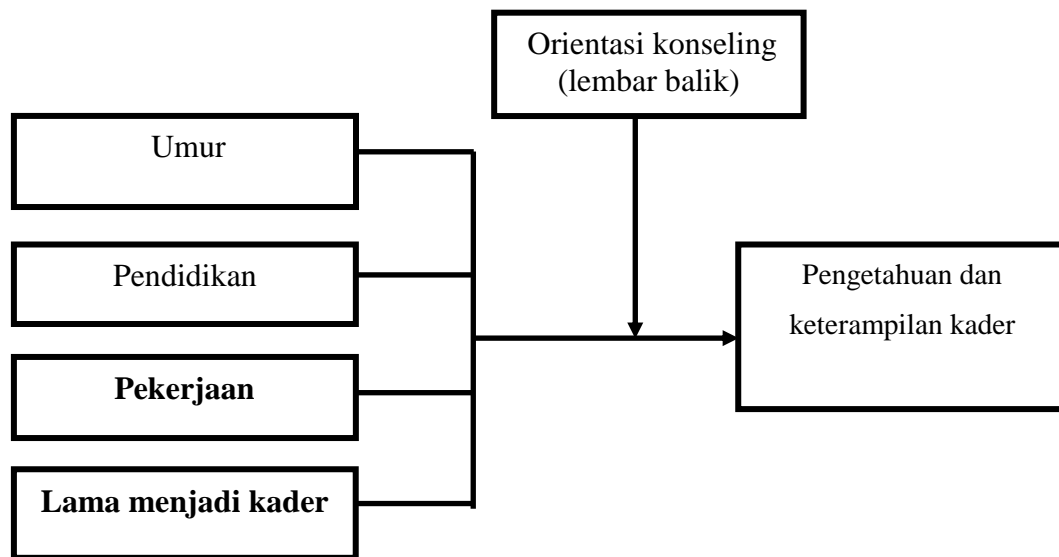 Orientasi konseling
(lembar balik)
Umur
Pendidikan
Pekerjaan
Lama menjadi kader
Pengetahuan dan
keterampilan kader